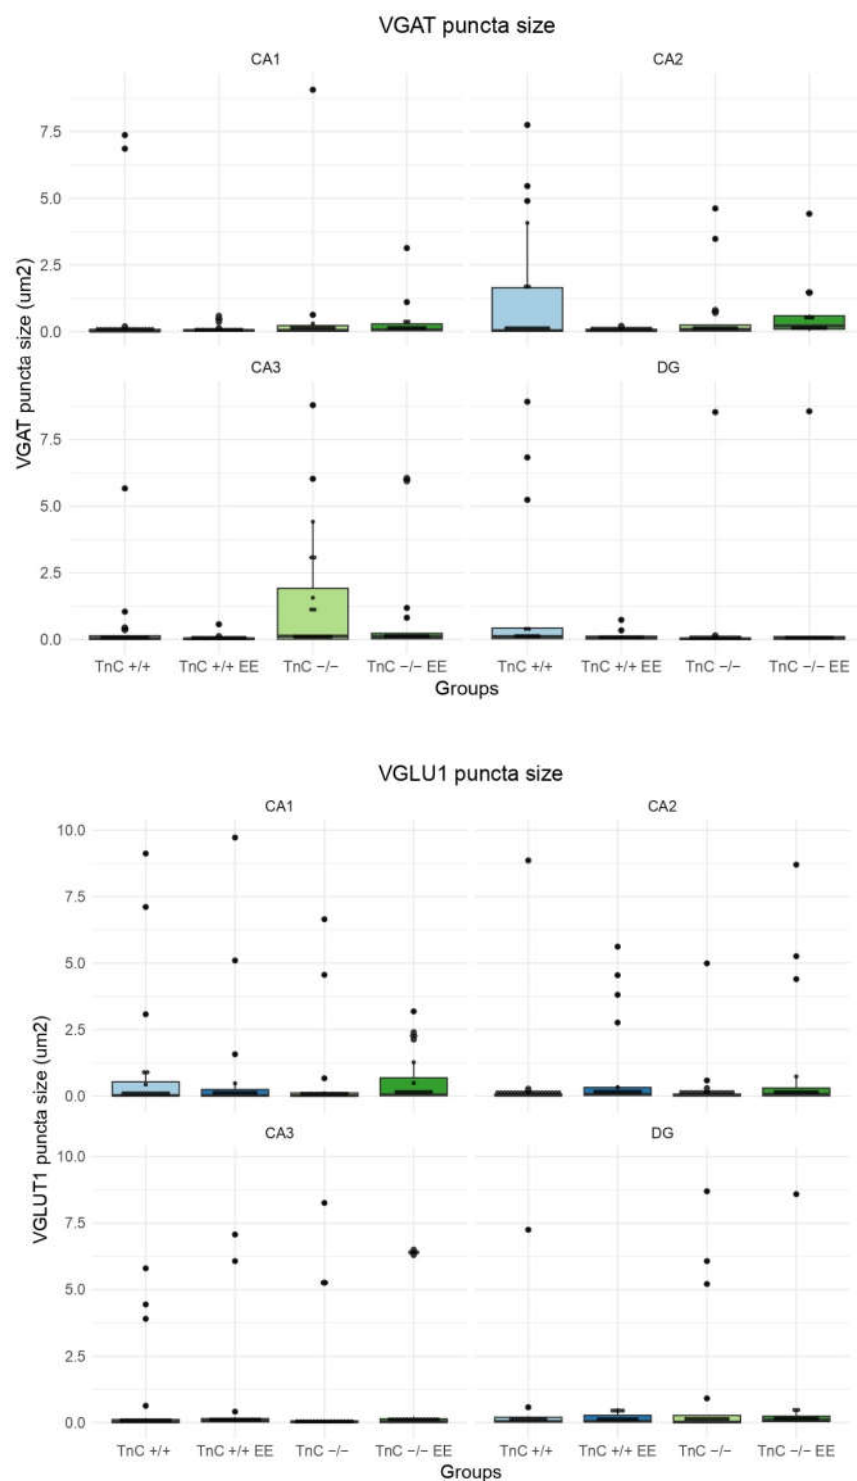 VGAT puncta size
CA1 CA2
7.5
5.0
2.5
0.0
VGAT puncta size (um2)
CA3 DG
7.5
5.0
2.5
0.0
TnC +/+ TnC +/+ EE TnC −/− TnC −/− EE TnC +/+ TnC +/+ EE TnC −/− TnC −/− EE
Groups
VGLU1 puncta size
CA1 CA2
10.0
7.5
5.0
2.5
0.0
VGLUT1 puncta size (um2)
CA3 DG
10.0
7.5
5.0
2.5
0.0
TnC +/+ TnC +/+ EE TnC −/− TnC −/− EE TnC +/+ TnC +/+ EE TnC −/− TnC −/− EE
Groups